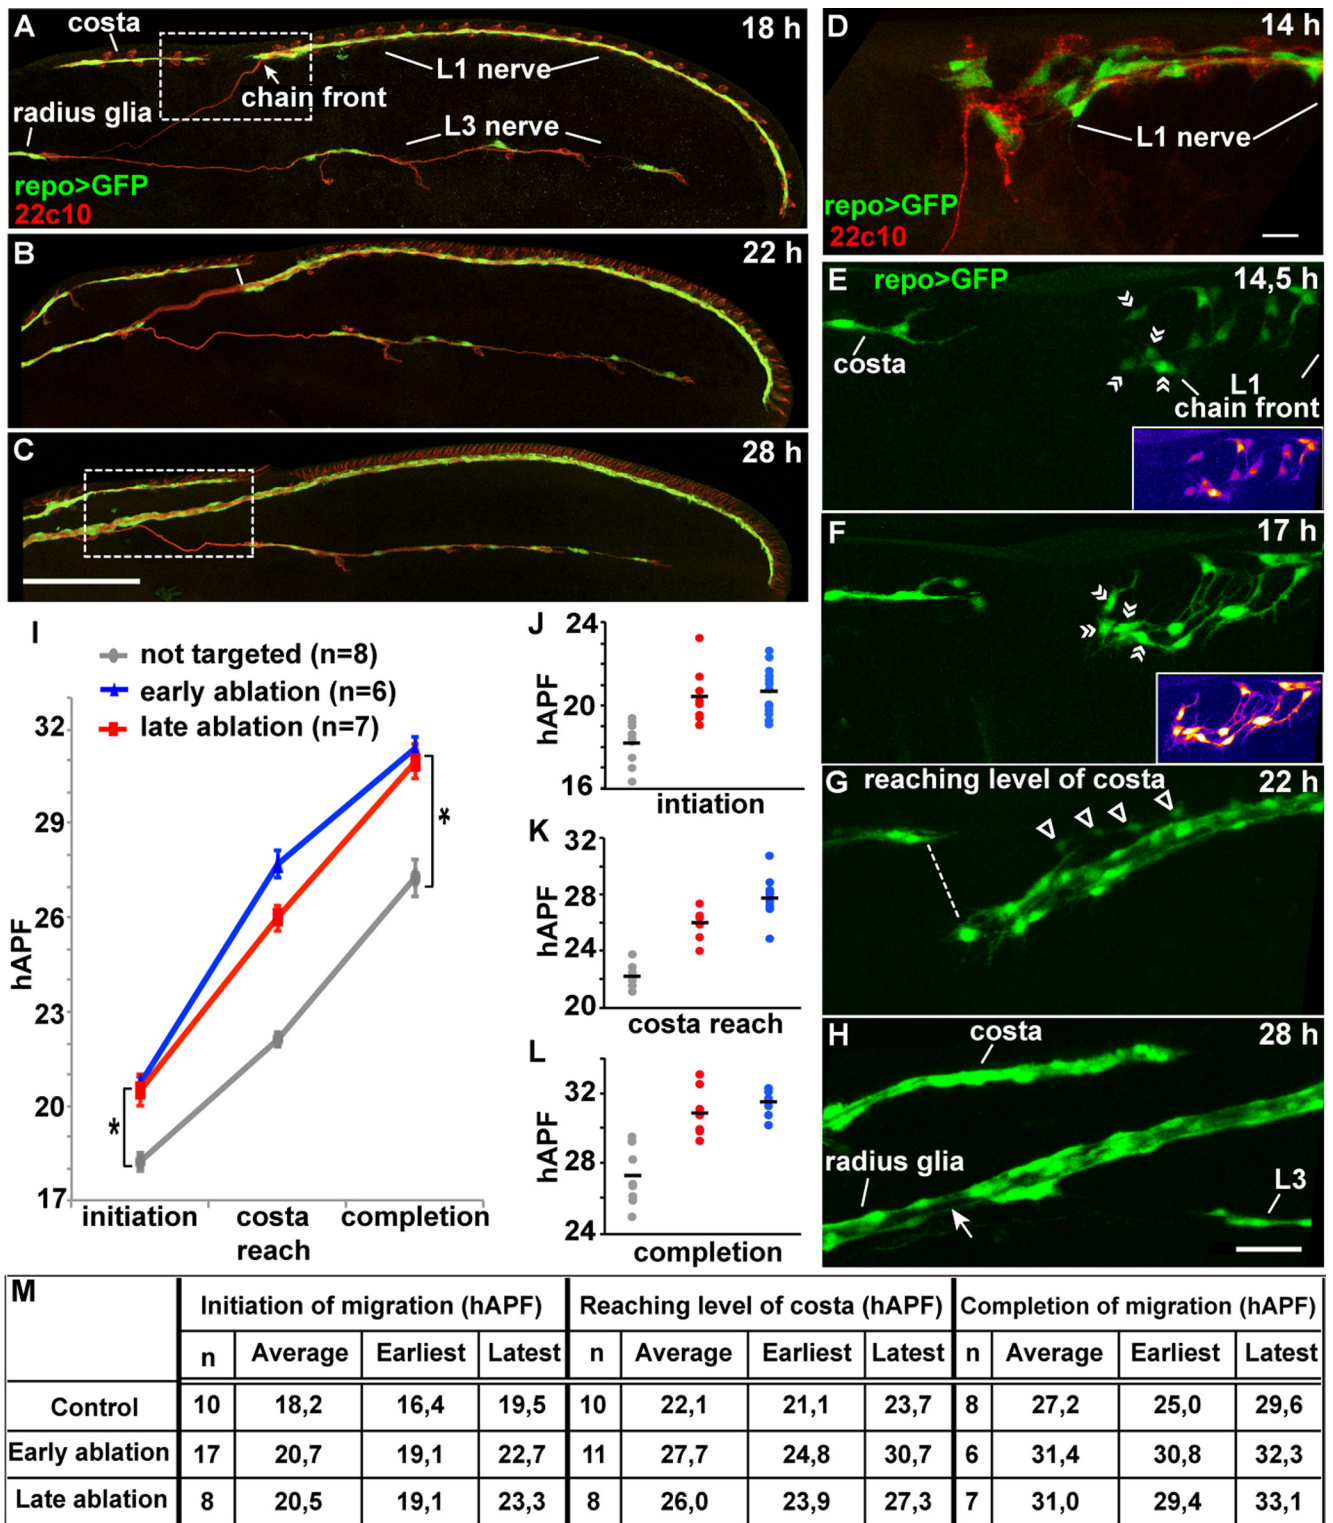 A
costa
18 h
L1 nerve
chain front
radius glia
L3 nerve
repo>GFP
22c10
B
22 h
C
28 h
D
14 h
L1 nerve
repo>GFP
22c10
E
repo>GFP
14,5 h
costa
L1
chain front
F
17 h
G
reaching level of costa
22 h
H
costa
28 h
radius glia
L3
I
not targeted (n=8)
early ablation (n=6)
late ablation (n=7)
hAPF
32
29
26
23
20
17
*
*
initiation
costa
reach
completion
J
hAPF
24
20
16
intiation
K
hAPF
32
28
24
20
costa reach
L
hAPF
32
28
24
completion
M
Initiation of migration (hAPF) Reaching level of costa (hAPF) Completion of migration (hAPF)
n Average Earliest Latest n Average Earliest Latest n Average Earliest Latest
Control 10 18,2 16,4 19,5 10 22,1 21,1 23,7 8 27,2 25,0 29,6
Early ablation 17 20,7 19,1 22,7 11 27,7 24,8 30,7 6 31,4 30,8 32,3
Late ablation 8 20,5 19,1 23,3 8 26,0 23,9 27,3 7 31,0 29,4 33,1